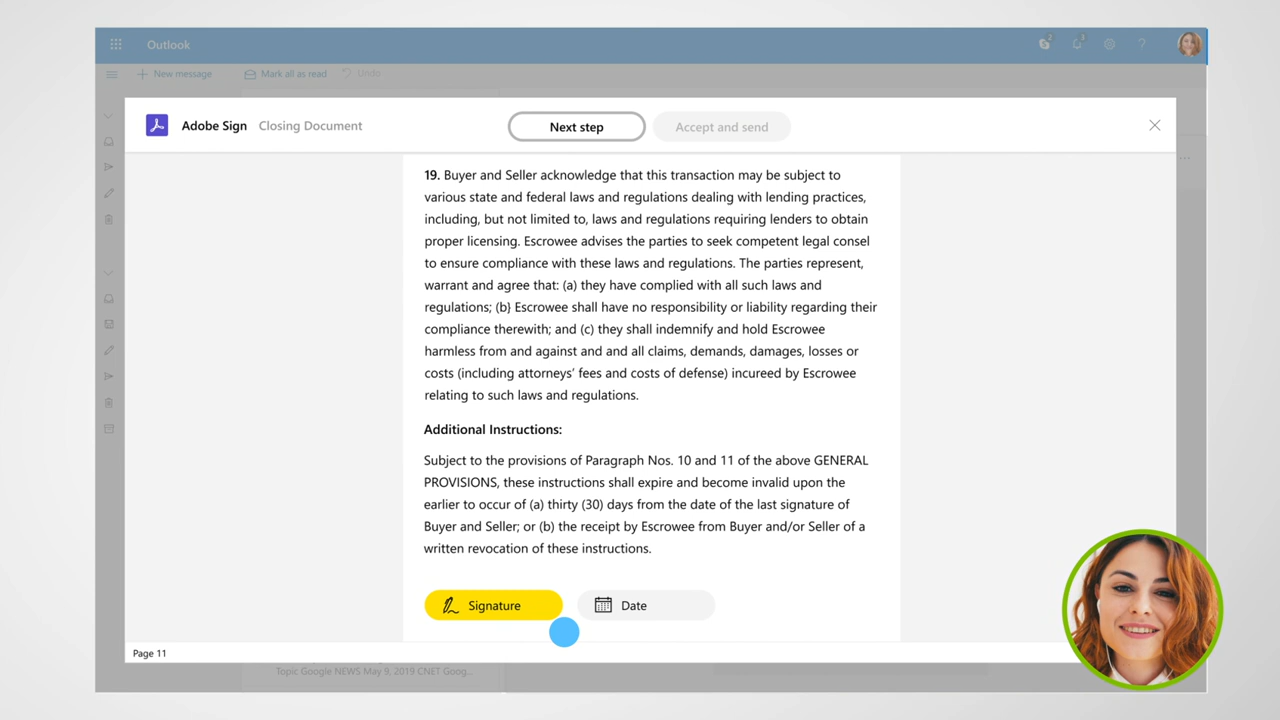 Outlook
2
3
New message
Mark all as read
Undo
Adobe Sign
Closing Document
Next step
Accept and send
19. Buyer and Seller acknowledge that this transaction may be subject to
various state and federal laws and regulations dealing with lending practices,
including, but not limited to, laws and regulations requiring lenders to obtain
proper licensing. Escrowee advises the parties to seek competent legal consel
to ensure compliance with these laws and regulations. The parties represent,
warrant and agree that: (a) they have complied with all such laws and
regulations; (b} Escrowee shall have no responsibility or liability regarding their
compliance therewith; and (c) they shall indemnify and hold Escrowee
harmless from and against and and all claims, demands, damages, losses or
costs (including attorneys' fees and costs of defense) incureed by Escrowee
relating to such laws and regulations.
Additional Instructions:
Subject to the provisions of Paragraph Nos. 10 and 11 of the above GENERAL
PROVISIONS, these instructions shall expire and become invalid upon the
earlier to occur of (a) thirty (30) days from the date of the last signature of
Buyer and Seller; or (b) the receipt by Escrowee from Buyer and/or Seller of a
written revocation of these instructions.
Signature
Date
Page 11
Topic Google NEWS May 9, 2019 CNET Goog...